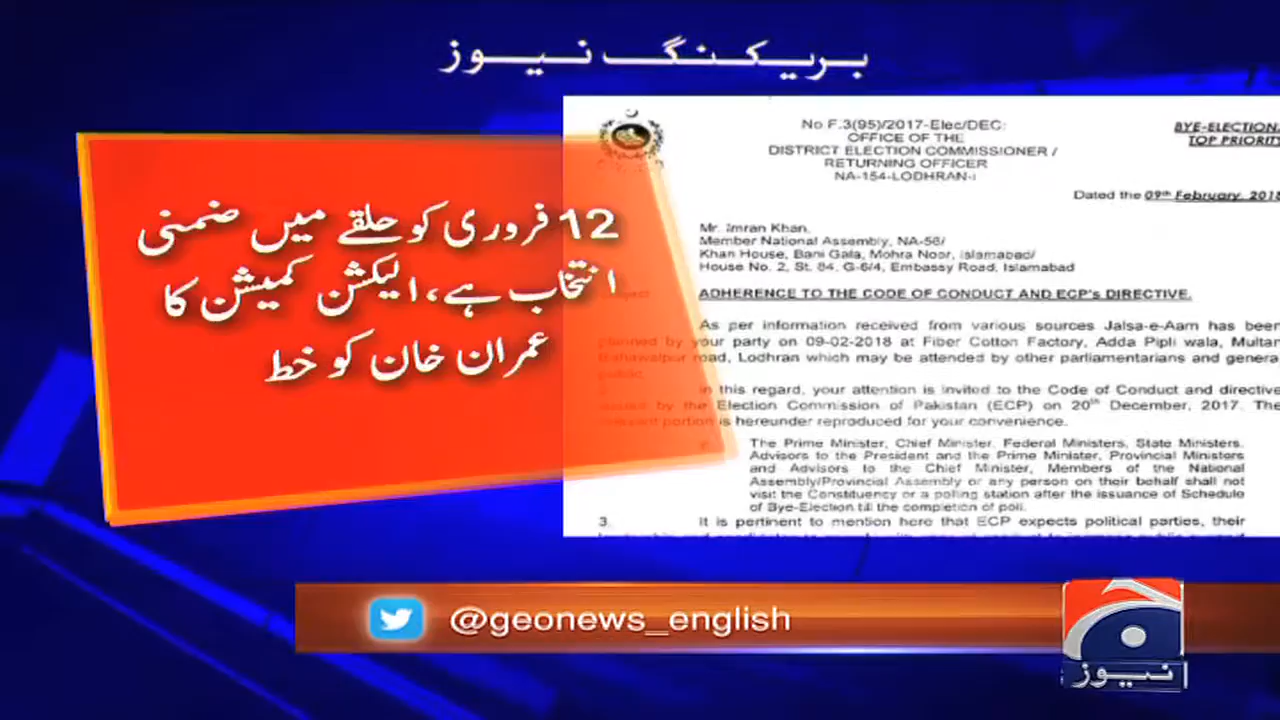 بریکنگ نیوز
12 فروری کو حلقے میں ضمنی
انتخاب ہے، الیکشن کمیشن کا
عمران خان کو خط
No F.3(95)/2017-Elec/DEC:
OFFICE OF THE
DISTRICT ELECTION COMMISSIONER /
RETURNING OFFICER
NA-154-LODHRAN-I
BYE-ELECTION
TOP PRIORITY
Dated the 09th February, 2018
Mr. Imran Khan,
Member National Assembly, NA-56/
Khan House, Bani Gala, Mohra Noor, Islamabad/
House No. 2, St. 84, G-6/4, Embassy Road, Islamabad
Subject ADHERENCE TO THE CODE OF CONDUCT AND ECP's DIRECTIVE.
As per information received from various sources Jalsa-e-Aam has been
planned by your party on 09-02-2018 at Fiber Cotton Factory, Adda Pipli wala, Multan
Bahawalpur road, Lodhran which may be attended by other parliamentarians and genera
public.
In this regard, your attention is invited to the Code of Conduct and directive
issued by the Election Commission of Pakistan (ECP) on 20th December, 2017. The
relevant portion is hereunder reproduced for your convenience.
The Prime Minister, Chief Minister, Federal Ministers, State Ministers,
Advisors to the President and the Prime Minister, Provincial Ministers
and Advisors to the Chief Minister, Members of the National
Assembly/Provincial Assembly or any person on their behalf shall not
visit the Constituency or a polling station after the issuance of Schedule
of Bye-Election till the completion of poll.
3. It is pertinent to mention here that ECP expects political parties, their
@geonews_english
نیوز